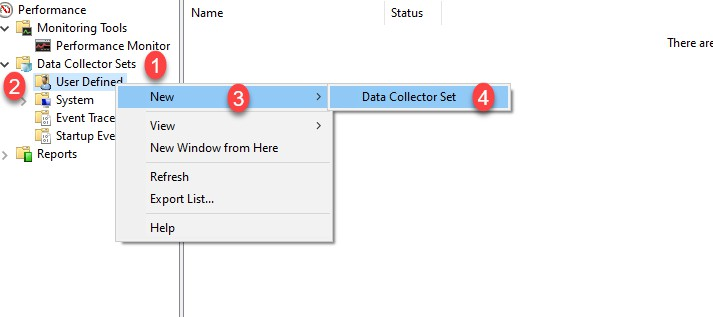 Performance
Name Status
Monitoring Tools
Performance Monitor
There are
Data Collector Sets
1
2
User Defined
New 3 Data Collector Set 4
System
Event Trace
View
Startup Eve
New Window from Here
Reports
Refresh
Export List...
Help